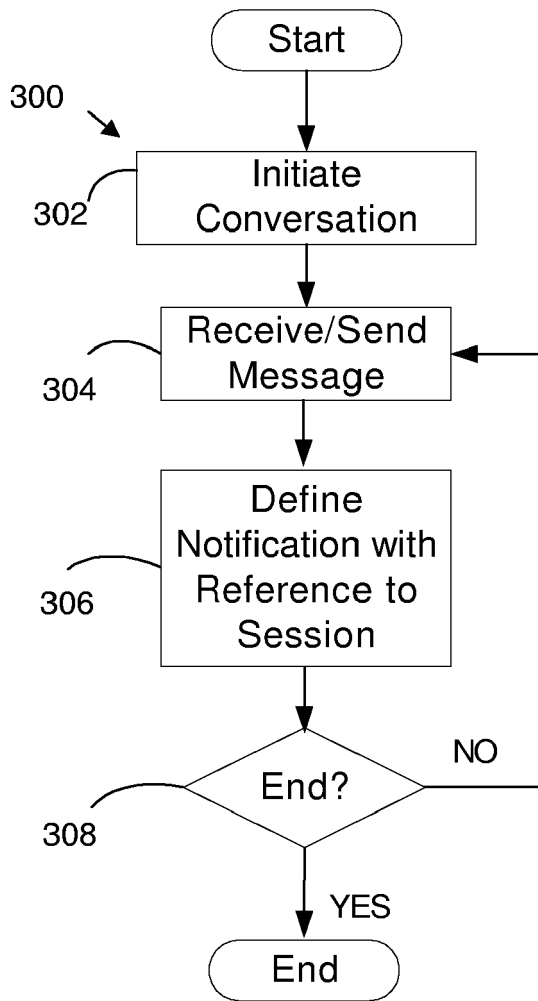 Start
300
302
Initiate
Conversation
304
Receive/Send
Message
306
Define
Notification with
Reference to
Session
308
End?
NO
YES
End